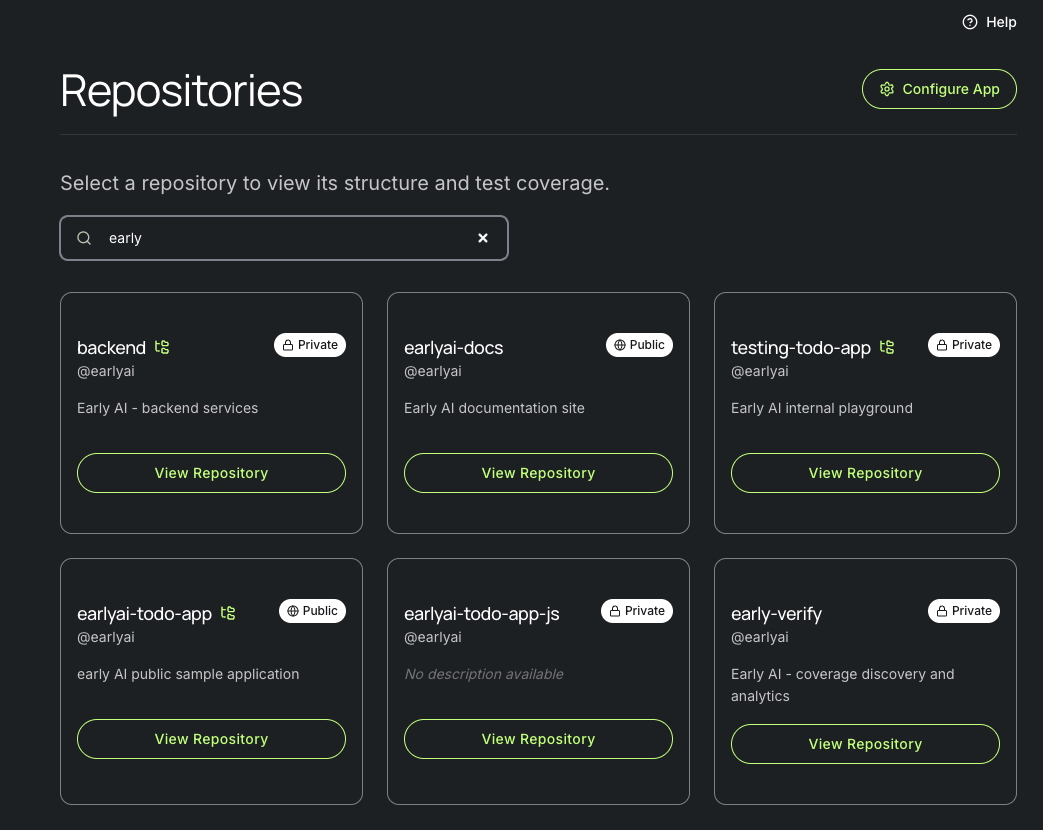 Help
Repositories
Configure App
Select a repository to view its structure and test coverage.
early
backend
Private
@earlyai
Early AI - backend services
View Repository
earlyai-docs
Public
@earlyai
Early AI documentation site
View Repository
testing-todo-app
Private
@earlyai
Early AI internal playground
View Repository
earlyai-todo-app
Public
@earlyai
early AI public sample application
View Repository
earlyai-todo-app-js
Private
@earlyai
No description available
View Repository
early-verify
Private
@earlyai
Early AI - coverage discovery and
analytics
View Repository